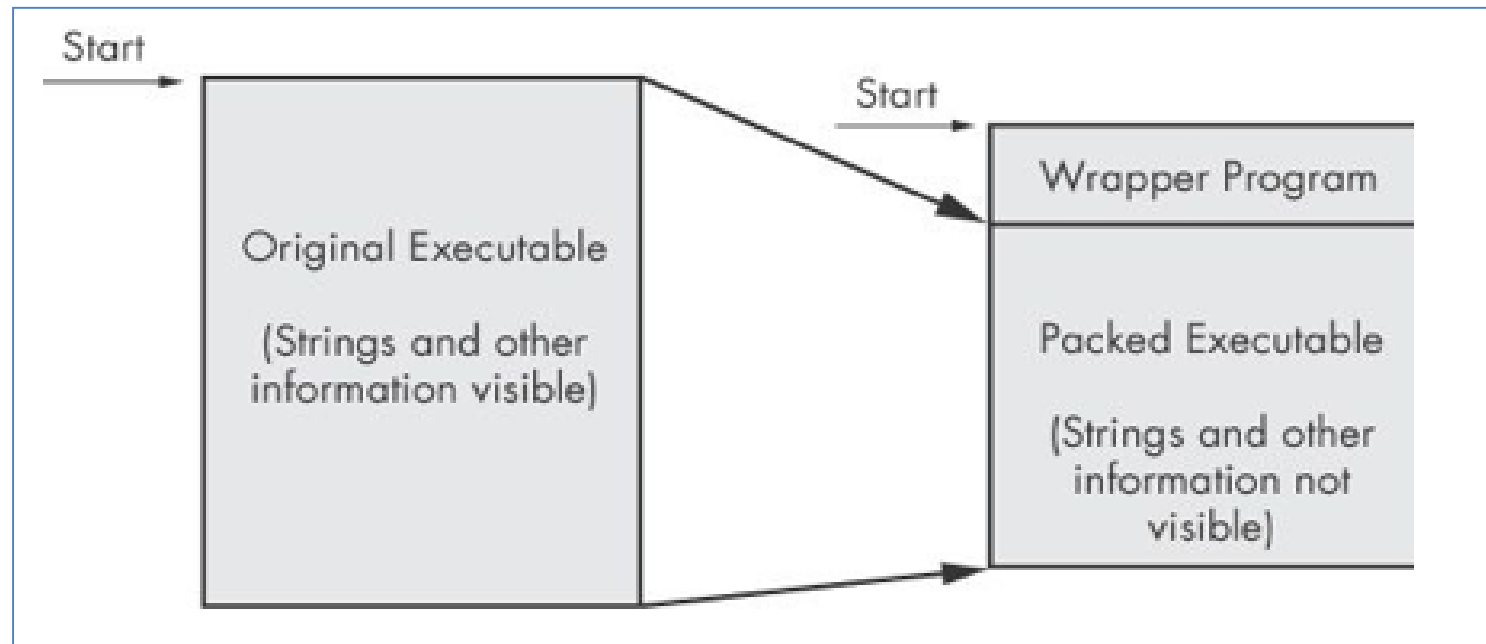 Start
Original Executable
(Strings and other
information visible)
Start
Wrapper Program
Packed Executable
(Strings and other
information not
visible)